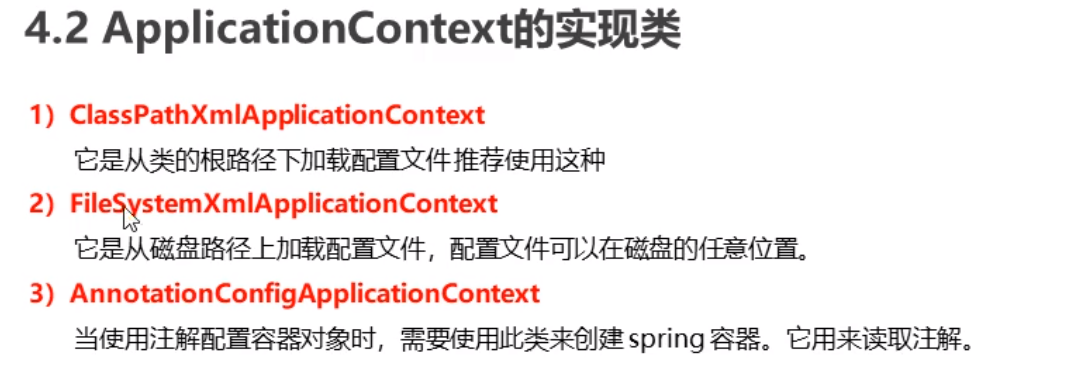 4.2 ApplicationContext的实现类
1）ClassPathXmlApplicationContext
它是从类的根路径下加载配置文件 推荐使用这种
2）FileSystemXmlApplicationContext
它是从磁盘路径上加载配置文件，配置文件可以在磁盘的任意位置。
3）AnnotationConfigApplicationContext
当使用注解配置容器对象时，需要使用此类来创建 spring 容器。它用来读取注解。